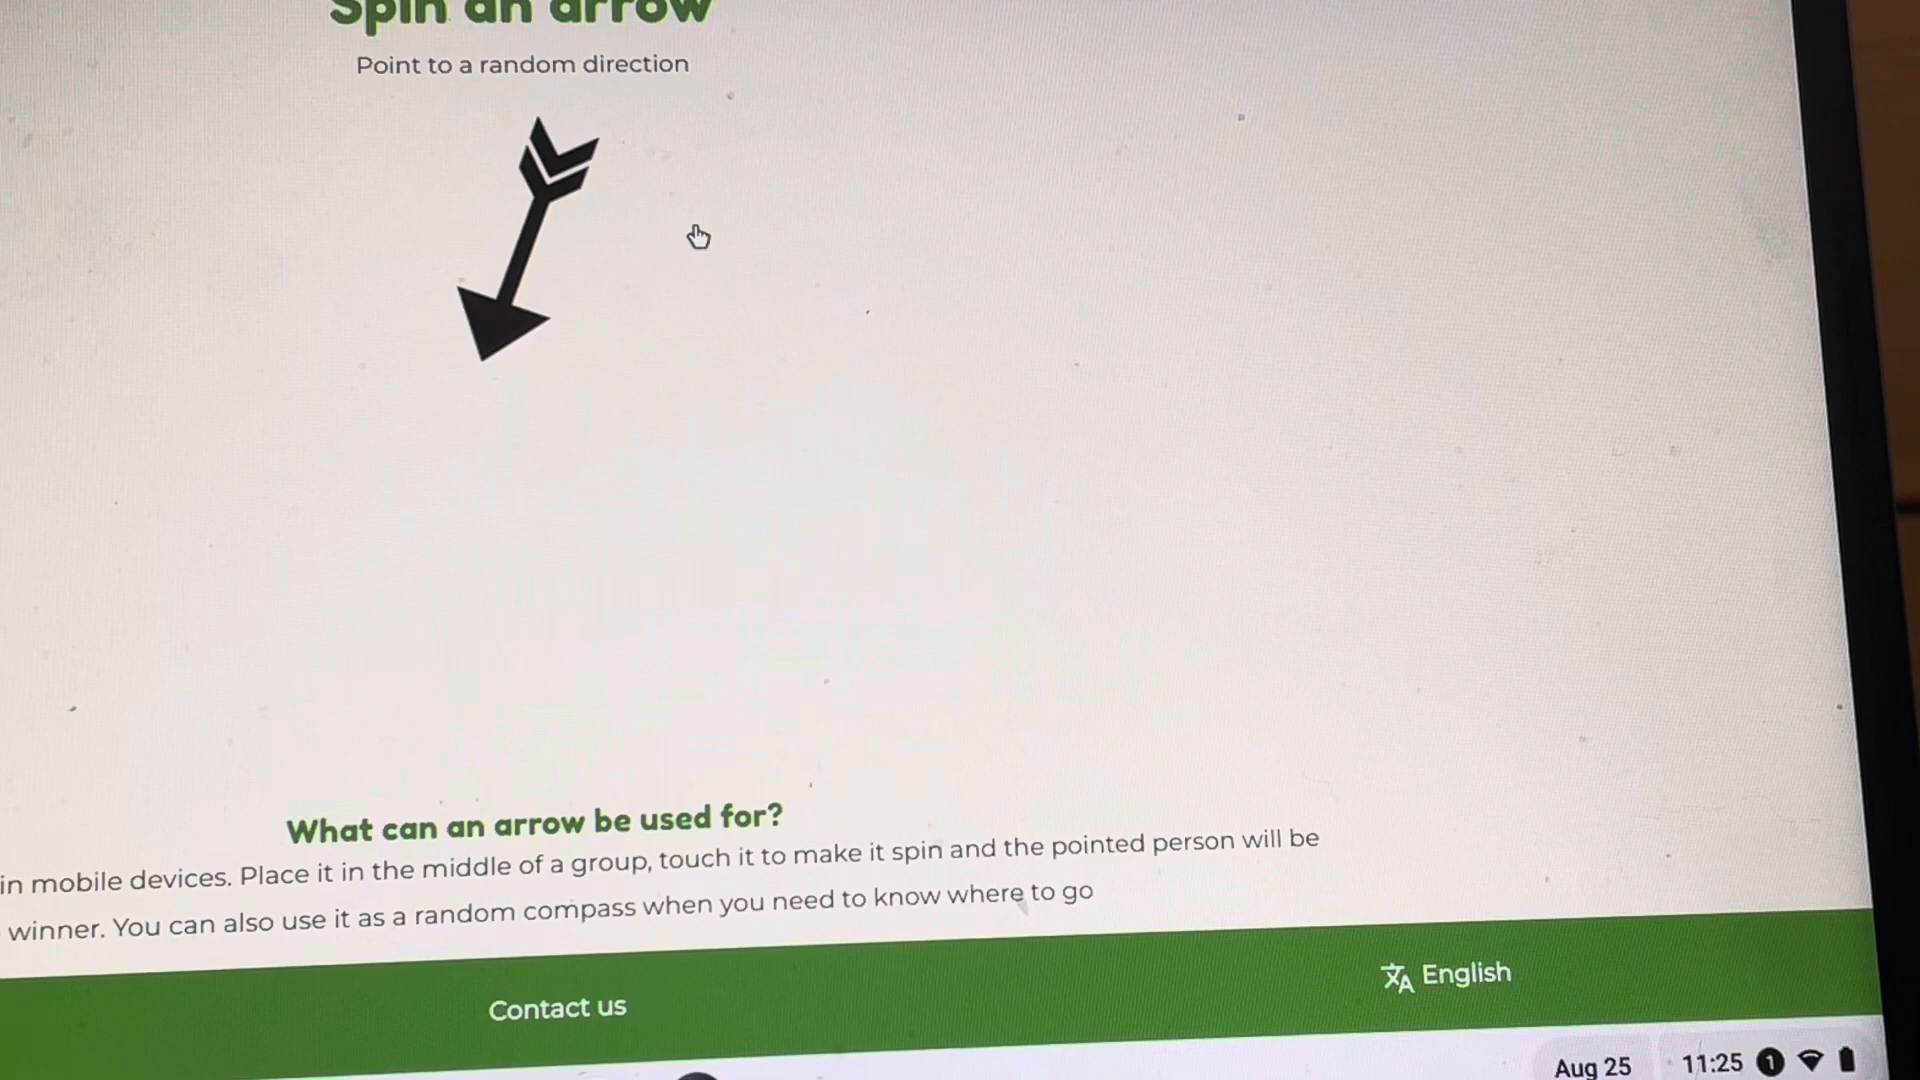 Spin an arrow
Point to a random direction
What can an arrow be used for?
in mobile devices. Place it in the middle of a group, touch it to make it spin and the pointed person will be
winner. You can also use it as a random compass when you need to know where to go
Contact us
English
Aug 25 11:25 1